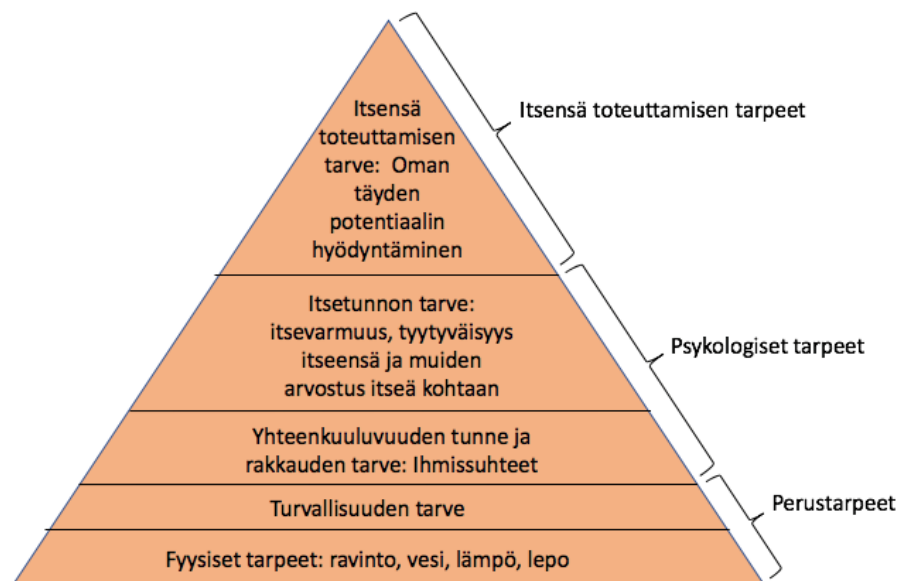 Itsensä
toteuttamisen
tarve: Oman
täyden
potentiaalin
hyödyntäminen
Itsensä toteuttamisen tarpeet
Itsetunnon tarve:
itsevarmuus, tyytyväisyys
itseensä ja muiden
arvostus itseä kohtaan
Psykologiset tarpeet
Yhteenkuuluvuuden tunne ja
rakkauden tarve: Ihmissuhteet
Turvallisuuden tarve
Perustarpeet
Fyysiset tarpeet: ravinto, vesi, lämpö, lepo